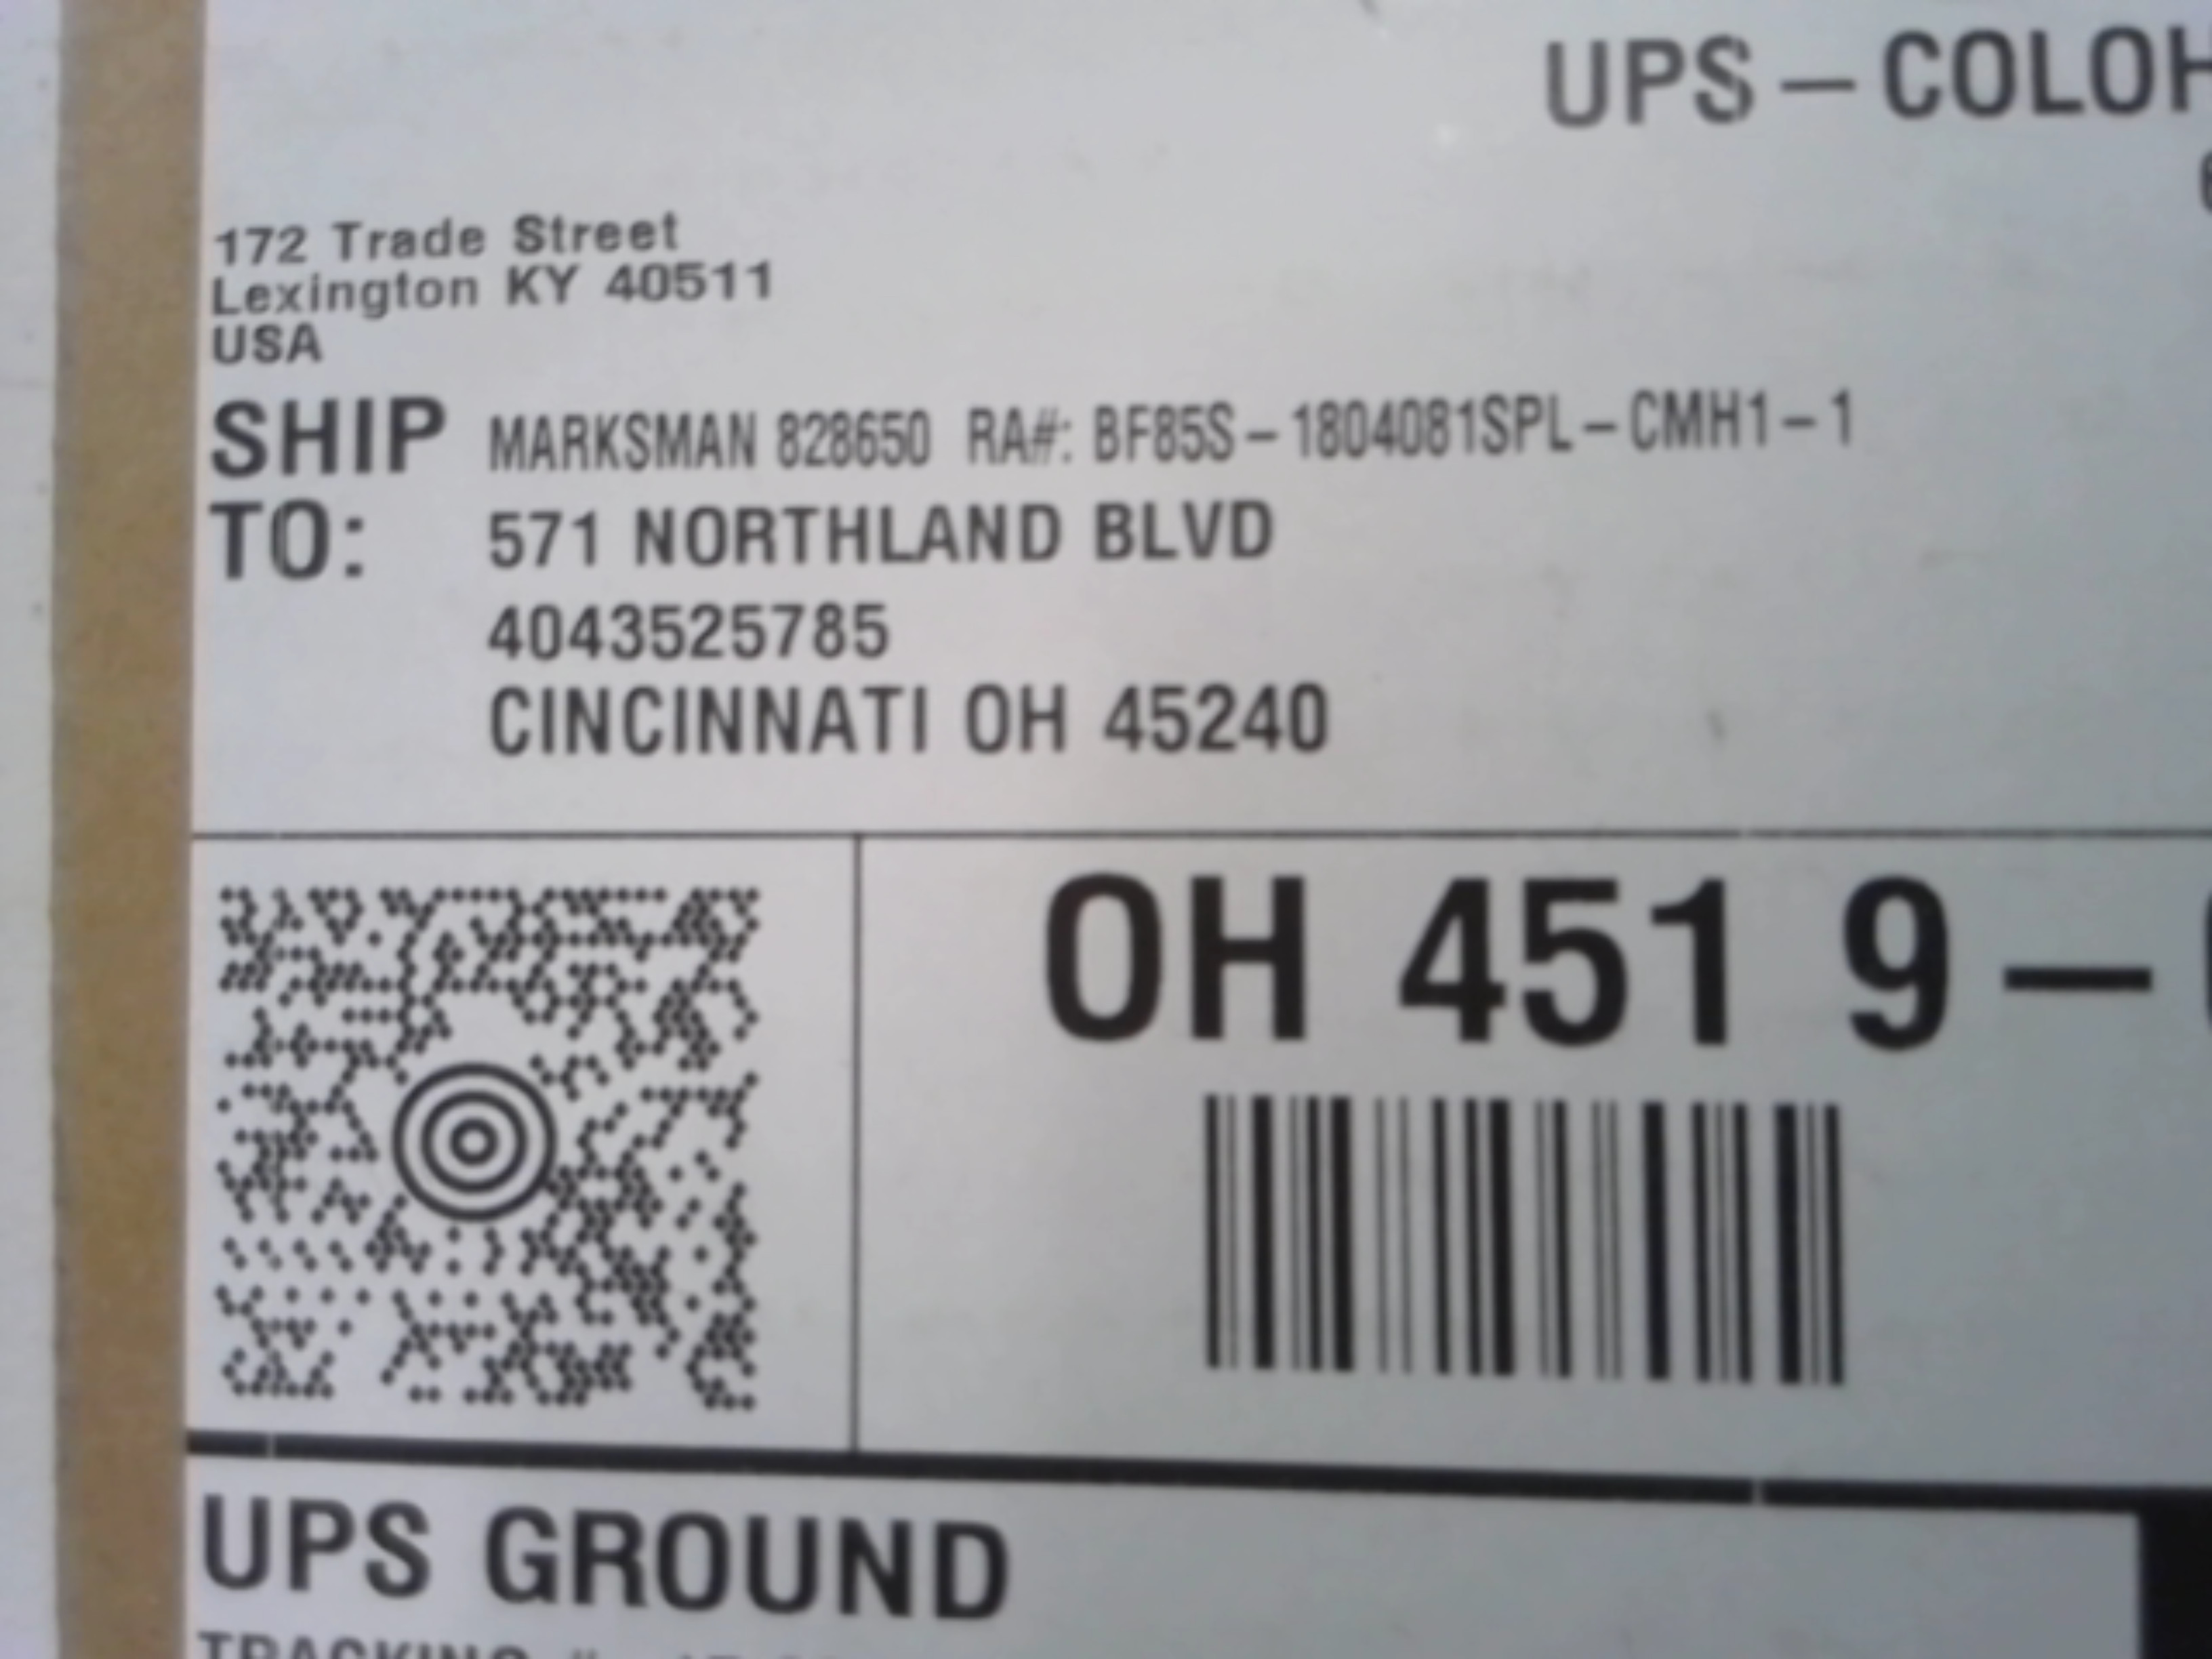 UPS – COLOH
172 Trade Street
Lexington KY 40511
USA
SHIP TO:
MARKSMAN 828650 RA#: BF85S – 1804081SPL – CMH1 – 1
571 NORTHLAND BLVD
4043525785
CINCINNATI OH 45240
OH 451 9 –
UPS GROUND
TRACKING #